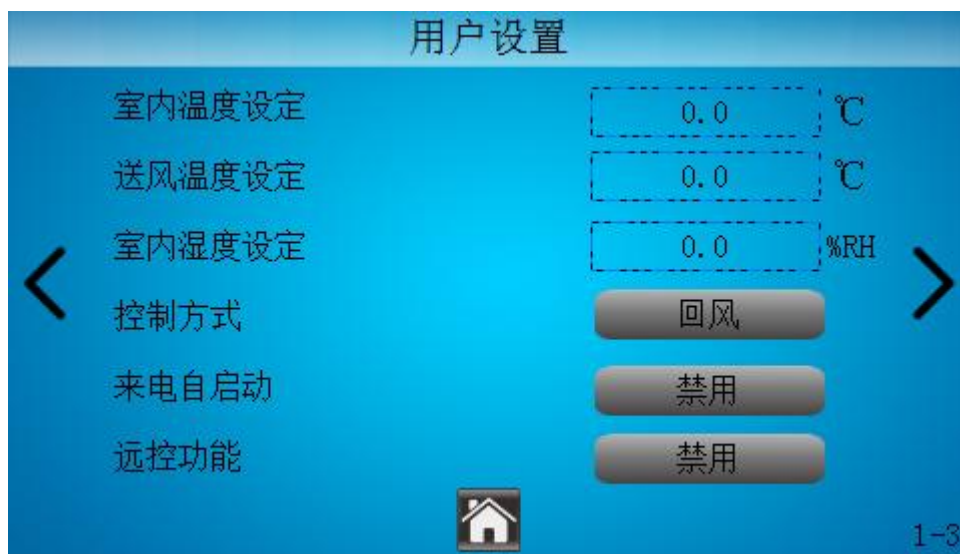 用户设置
室内温度设定 0.0 ℃
送风温度设定 0.0 ℃
室内湿度设定 0.0 %RH
控制方式 回风
来电自启动 禁用
远控功能 禁用
1-3